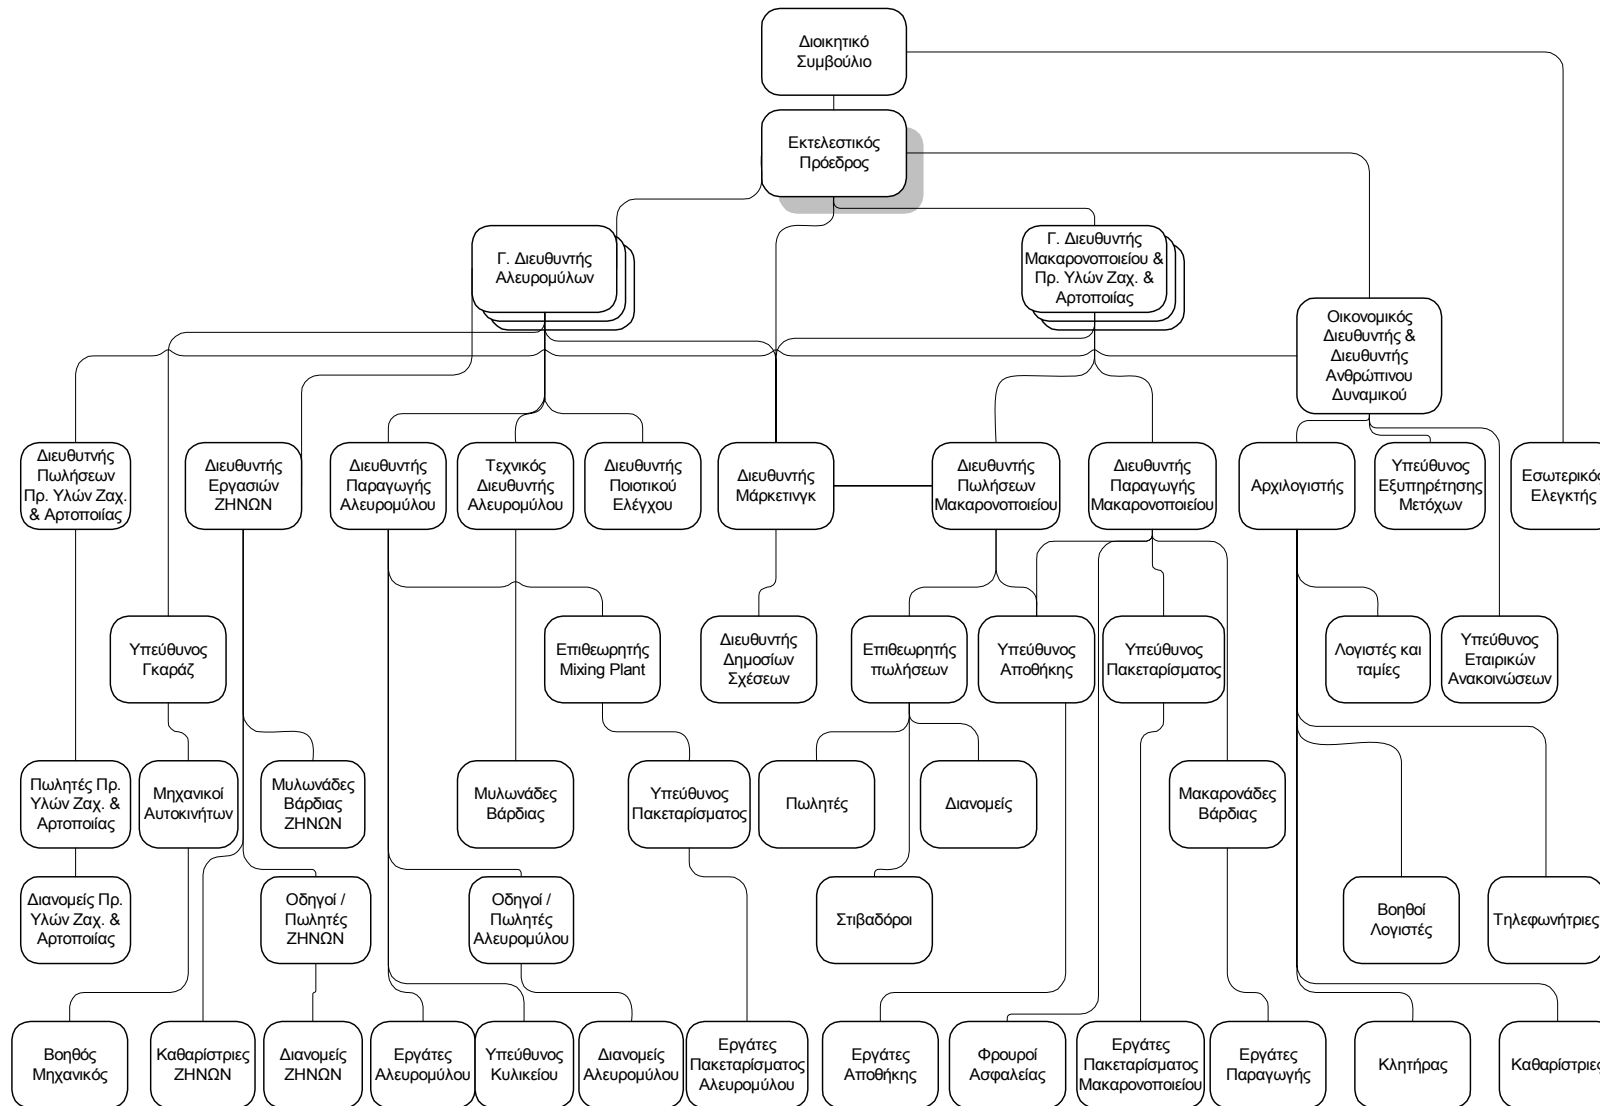 Διοικητικό
Συμβούλιο
Εκτελεστικός
Πρόεδρος
Γ. Διευθυντής
Αλευρομύλων
Γ. Διευθυντής
Μακαρονοποιείου &
Πρ. Υλών Ζαχ. &
Αρτοποιίας
Οικονομικός
Διευθυντής &
Διευθυντής
Ανθρώπινου
Δυναμικού
Διευθυτνής
Πωλήσεων
Πρ. Υλών Ζαχ.
& Αρτοποιίας
Διευθυντής
Εργασιών
ΖΗΝΩΝ
Διευθυντής
Παραγωγής
Αλευρομύλου
Τεχνικός
Διευθυντής
Αλευρομύλου
Διευθυντής
Ποιοτικού
Ελέγχου
Διευθυντής
Μάρκετινγκ
Διευθυντής
Πωλήσεων
Μακαρονοποιείου
Διευθυντής
Παραγωγής
Μακαρονοποιείου
Αρχιλογιστής
Υπεύθυνος
Εξυπηρέτησης
Μετόχων
Εσωτερικός
Ελεγκτής
Υπεύθυνος
Γκαράζ
Επιθεωρητής
Mixing Plant
Διευθυντής
Δημοσίων
Σχέσεων
Επιθεωρητής
πωλήσεων
Υπεύθυνος
Αποθήκης
Υπεύθυνος
Πακεταρίσματος
Λογιστές και
ταμίες
Υπεύθυνος
Εταιρικών
Ανακοινώσεων
Πωλητές Πρ.
Υλών Ζαχ. &
Αρτοποιίας
Μηχανικοί
Αυτοκινήτων
Μυλωνάδες
Βάρδιας
ΖΗΝΩΝ
Μυλωνάδες
Βάρδιας
Υπεύθυνος
Πακεταρίσματος
Πωλητές
Διανομείς
Μακαρονάδες
Βάρδιας
Διανομείς Πρ.
Υλών Ζαχ. &
Αρτοποιίας
Οδηγοί /
Πωλητές
ΖΗΝΩΝ
Οδηγοί /
Πωλητές
Αλευρομύλου
Στιβαδόροι
Βοηθοί
Λογιστές
Τηλεφωνήτριες
Βοηθός
Μηχανικός
Καθαρίστριες
ΖΗΝΩΝ
Διανομείς
ΖΗΝΩΝ
Εργάτες
Αλευρομύλου
Υπεύθυνος
Κυλικείου
Διανομείς
Αλευρομύλου
Εργάτες
Πακεταρίσματος
Αλευρομύλου
Εργάτες
Αποθήκης
Φρουροί
Ασφαλείας
Εργάτες
Πακεταρίσματος
Μακαρονοποιείου
Εργάτες
Παραγωγής
Κλητήρας
Καθαρίστριες